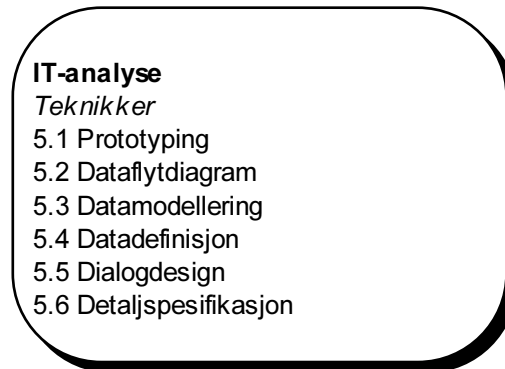 IT-analyse
Teknikker
5.1 Prototyping
5.2 Dataflytdiagram
5.3 Datamodellering
5.4 Datadefinisjon
5.5 Dialogdesign
5.6 Detaljspesifikasjon